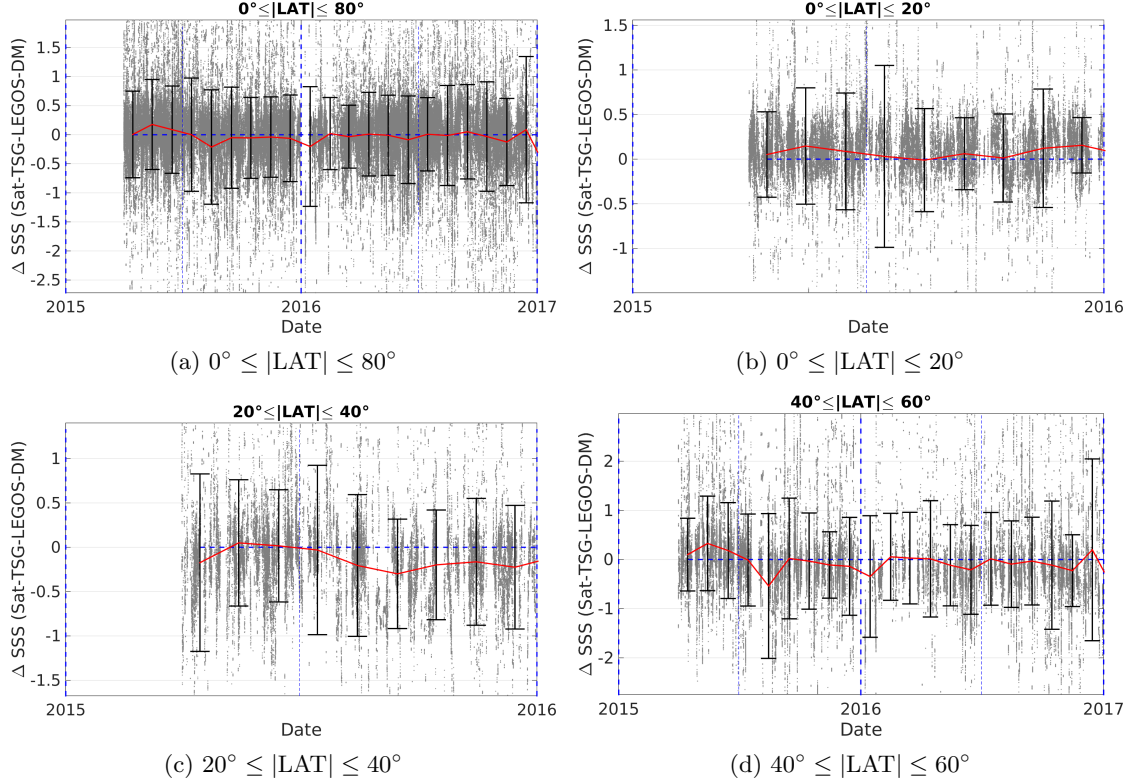 0°≤|LAT|≤ 80°
Δ SSS (Sat-TSG-LEGOS-DM)
1.5
1
0.5
0
-0.5
-1
-1.5
-2
-2.5
2015
2016
2017
Date
(a) 0° ≤ |LAT| ≤ 80°
0°≤|LAT|≤ 20°
Δ SSS (Sat-TSG-LEGOS-DM)
1.5
1
0.5
0
-0.5
-1
2015
2016
Date
(b) 0° ≤ |LAT| ≤ 20°
20°≤|LAT|≤ 40°
Δ SSS (Sat-TSG-LEGOS-DM)
1
0.5
0
-0.5
-1
-1.5
2015
2016
Date
(c) 20° ≤ |LAT| ≤ 40°
40°≤|LAT|≤ 60°
Δ SSS (Sat-TSG-LEGOS-DM)
2
1
0
-1
-2
2015
2016
2017
Date
(d) 40° ≤ |LAT| ≤ 60°